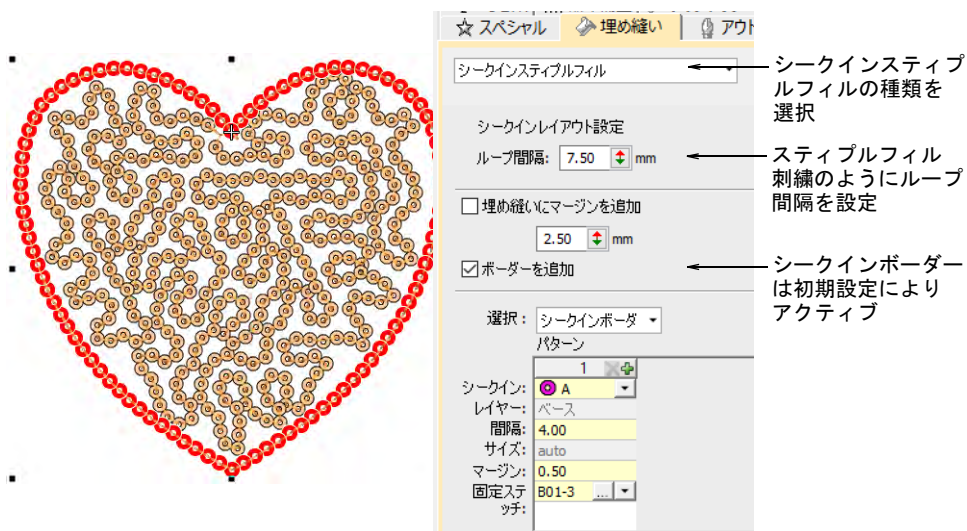 スペシャル
埋め縫い
アウト
シークインスティプルフィル
シークインスティプ
ルフィルの種類を
選択
シークインレイアウト設定
ループ間隔: 7.50 mm
スティプルフィル
刺繍のようにループ
間隔を設定
埋め縫いにマージンを追加
2.50 mm
ボーダーを追加
シークインボーダー
は初期設定により
アクティブ
選択: シークインボーダ
パターン
1
シークイン: A
レイヤー: ベース
間隔: 4.00
サイズ: auto
マージン: 0.50
固定ステ B01-3 ...
ッチ: